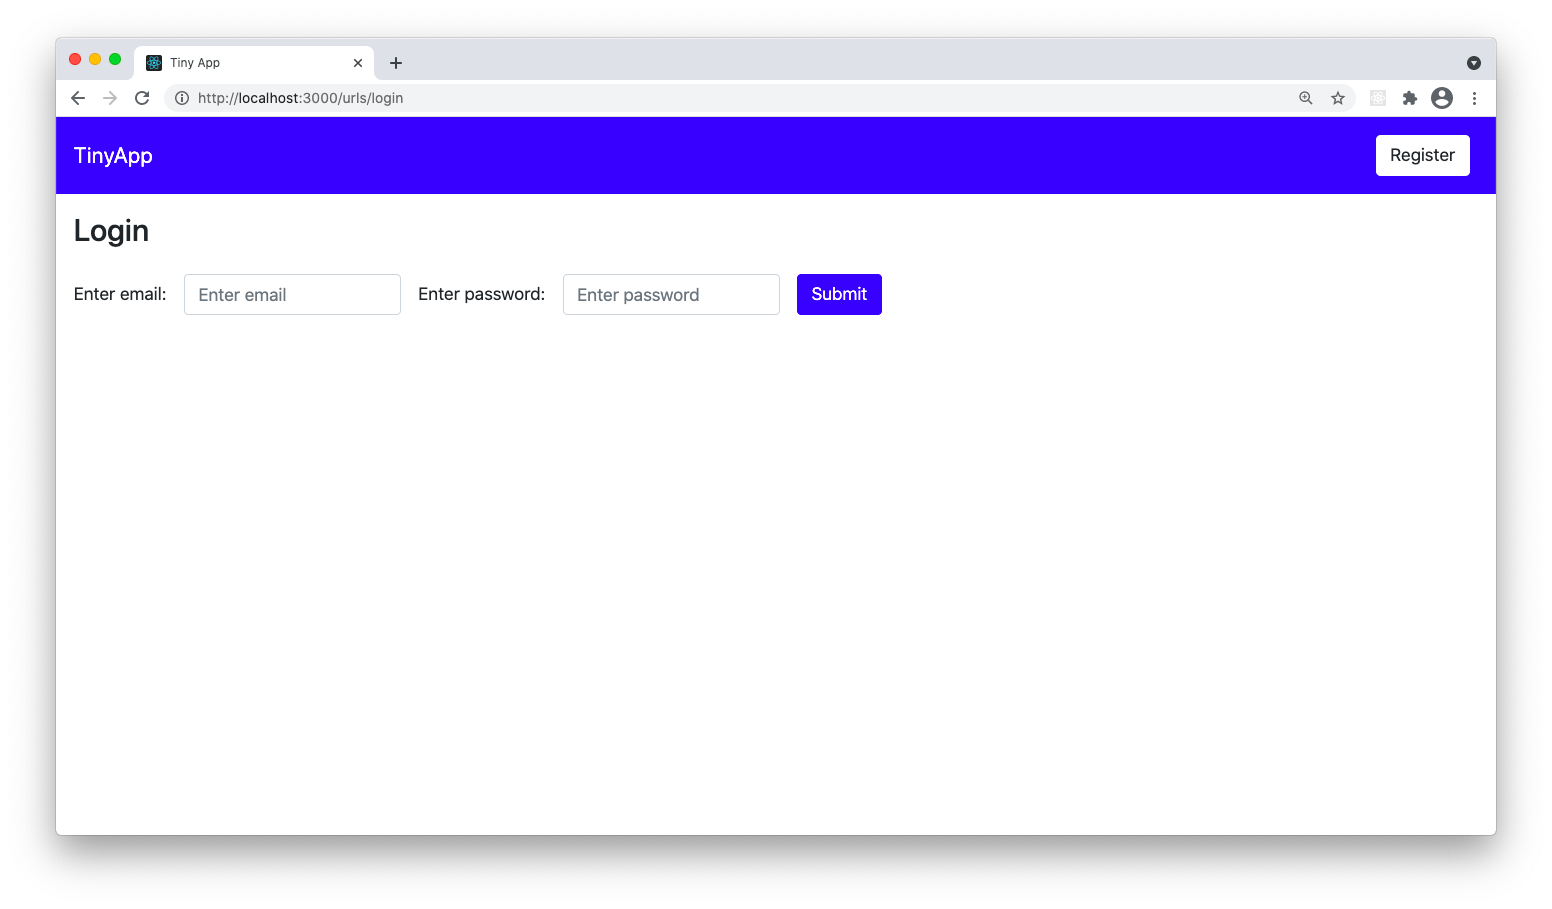 Tiny App
http://localhost:3000/urls/login
TinyApp
Register
Login
Enter email: Enter email Enter password: Enter password Submit